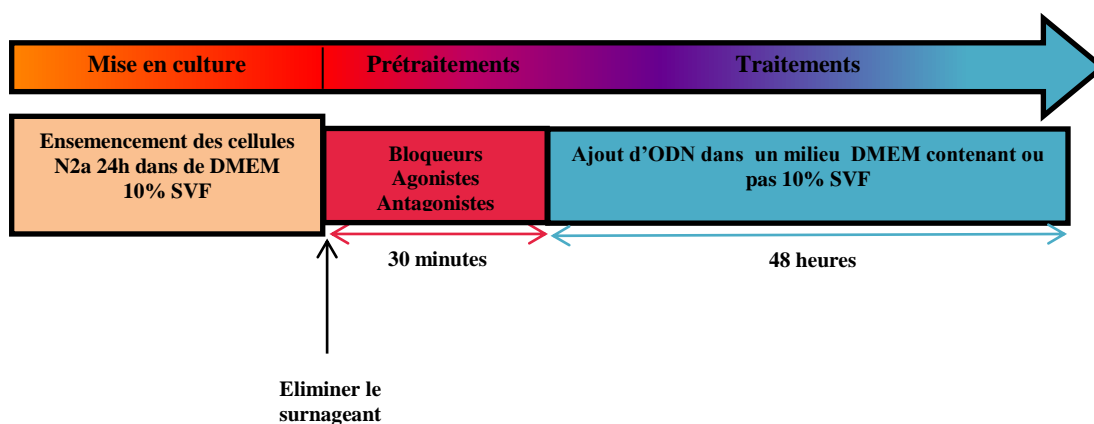 Mise en culture
Prétraitements
Traitements
Ensemencement des cellules
N2a 24h dans de DMEM
10% SVF
Bloqueurs
Agonistes
Antagonistes
Ajout d’ODN dans un milieu DMEM contenant ou
pas 10% SVF
30 minutes
48 heures
Eliminer le
surnageant